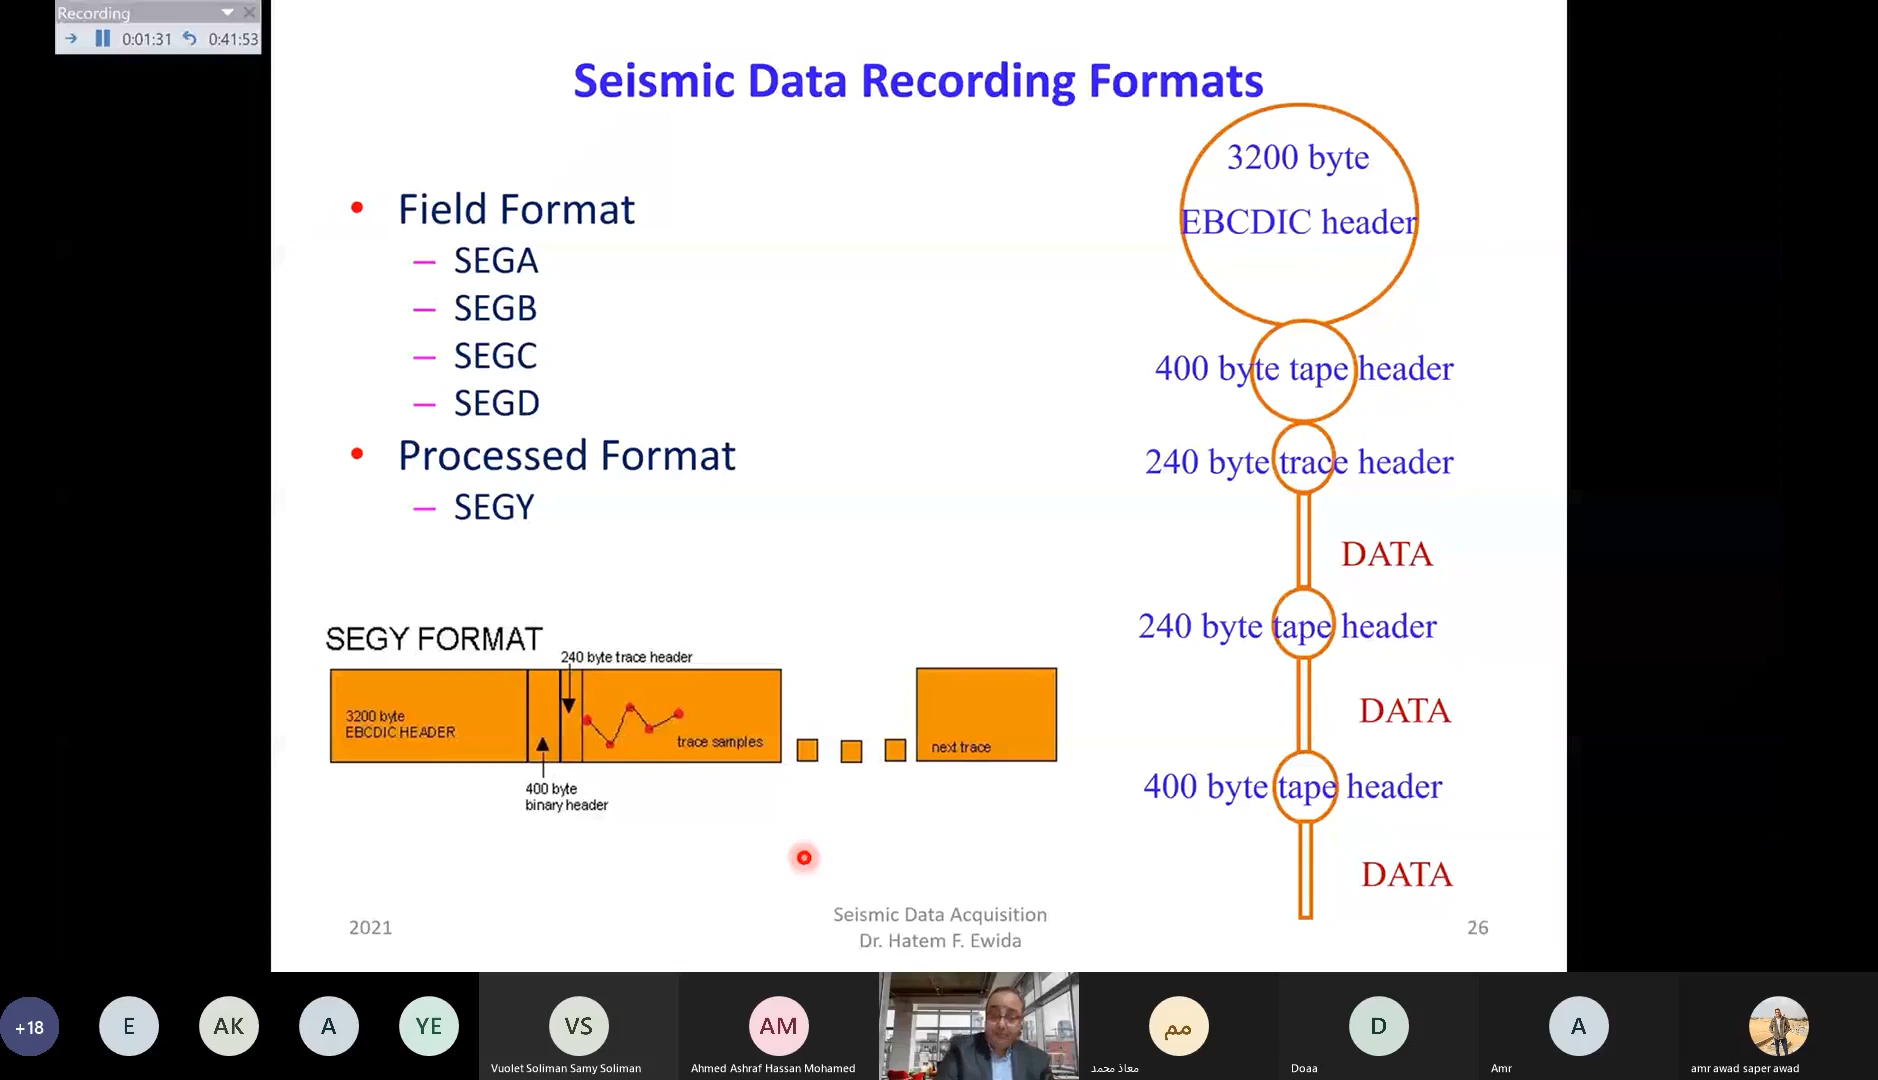 Recording
0:01:31 0:41:53
Seismic Data Recording Formats
• Field Format
– SEGA
– SEGB
– SEGC
– SEGD
• Processed Format
– SEGY
3200 byte
EBCDIC header
400 byte tape header
240 byte trace header
DATA
240 byte tape header
DATA
400 byte tape header
DATA
SEGY FORMAT
240 byte trace header
3200 byte
EBCDIC HEADER
trace samples
next trace
400 byte
binary header
2021
Seismic Data Acquisition
Dr. Hatem F. Ewida
26
+18
E
AK
A
YE
VS
Vuolet Soliman Samy Soliman
AM
Ahmed Ashraf Hassan Mohamed
مم
معاذ محمد
D
Doaa
A
Amr
amr awad saper awad